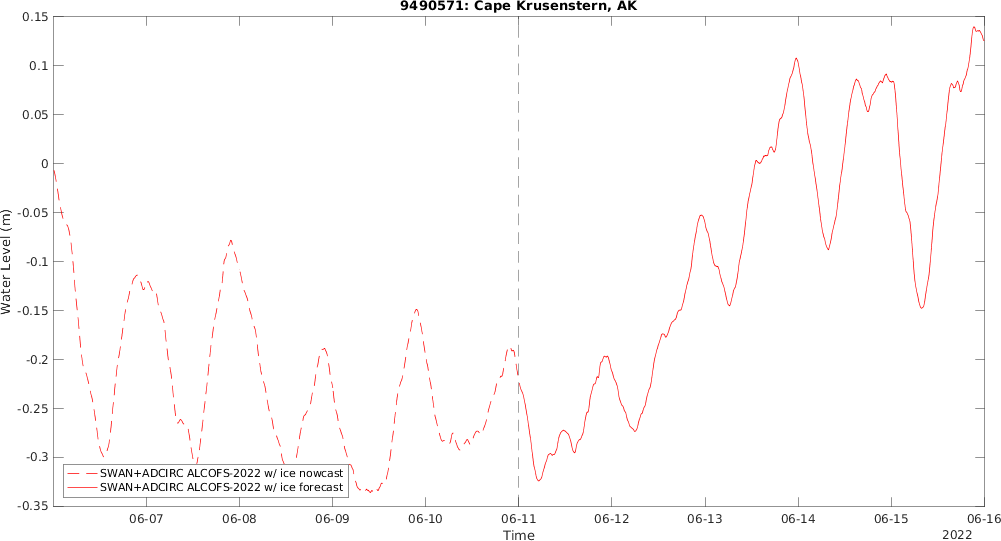 9490571: Cape Krusenstern, AK
0.15
0.1
0.05
0
-0.05
-0.1
-0.15
-0.2
-0.25
-0.3
-0.35
Water Level (m)
SWAN+ADCIRC ALCOFS-2022 w/ ice nowcast
SWAN+ADCIRC ALCOFS-2022 w/ ice forecast
06-07 06-08 06-09 06-10 06-11 06-12 06-13 06-14 06-15 06-16
Time
2022